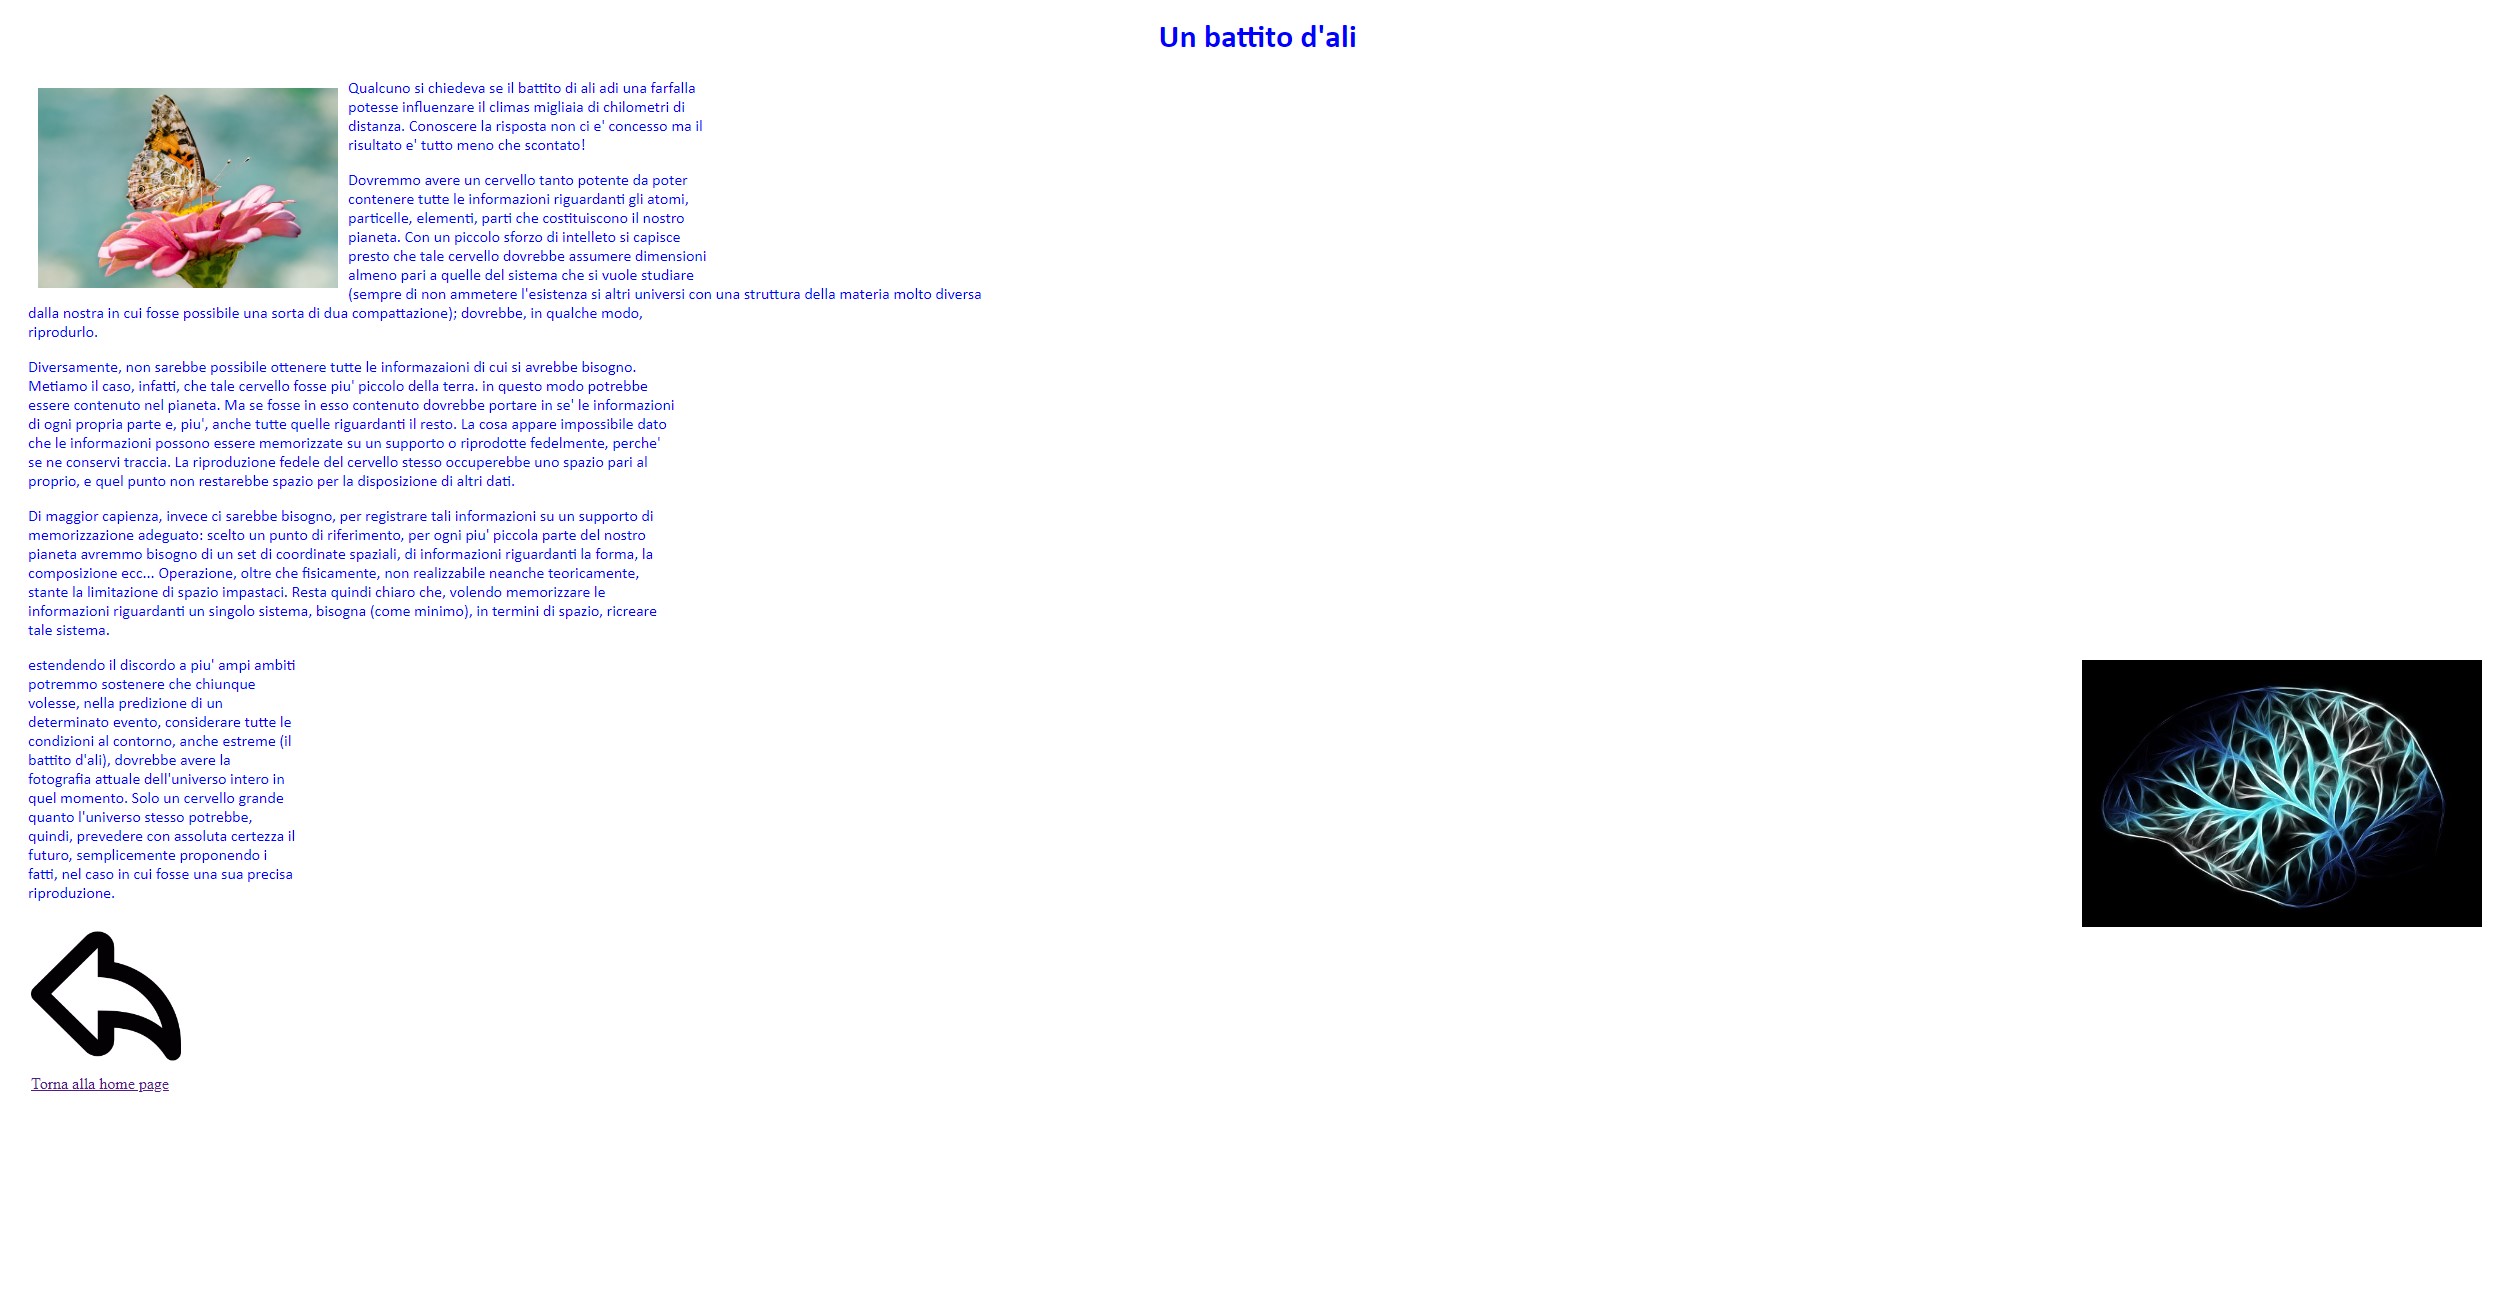 Un battito d'ali
Qualcuno si chiedeva se il battito di ali adi una farfalla
potesse influenzare il climas migliaia di chilometri di
distanza. Conoscere la risposta non ci e' concesso ma il
risultato e' tutto meno che scontato!
Dovremmo avere un cervello tanto potente da poter
contenere tutte le informazioni riguardanti gli atomi,
particelle, elementi, parti che costituiscono il nostro
pianeta. Con un piccolo sforzo di intelleto si capisce
presto che tale cervello dovrebbe assumere dimensioni
almeno pari a quelle del sistema che si vuole studiare
(sempre di non ammetere l'esistenza si altri universi con una struttura della materia molto diversa
dalla nostra in cui fosse possibile una sorta di dua compattazione); dovrebbe, in qualche modo,
riprodurlo.
Diversamente, non sarebbe possibile ottenere tutte le informazaioni di cui si avrebbe bisogno.
Metiamo il caso, infatti, che tale cervello fosse piu' piccolo della terra. in questo modo potrebbe
essere contenuto nel pianeta. Ma se fosse in esso contenuto dovrebbe portare in se' le informazioni
di ogni propria parte e, piu', anche tutte quelle riguardanti il resto. La cosa appare impossibile dato
che le informazioni possono essere memorizzate su un supporto o riprodotte fedelmente, perche'
se ne conservi traccia. La riproduzione fedele del cervello stesso occuperebbe uno spazio pari al
proprio, e quel punto non restarebbe spazio per la disposizione di altri dati.
Di maggior capienza, invece ci sarebbe bisogno, per registrare tali informazioni su un supporto di
memorizzazione adeguato: scelto un punto di riferimento, per ogni piu' piccola parte del nostro
pianeta avremmo bisogno di un set di coordinate spaziali, di informazioni riguardanti la forma, la
composizione ecc... Operazione, oltre che fisicamente, non realizzabile neanche teoricamente,
stante la limitazione di spazio impastaci. Resta quindi chiaro che, volendo memorizzare le
informazioni riguardanti un singolo sistema, bisogna (come minimo), in termini di spazio, ricreare
tale sistema.
estendendo il discordo a piu' ampi ambiti
potremmo sostenere che chiunque
volesse, nella predizione di un
determinato evento, considerare tutte le
condizioni al contorno, anche estreme (il
battito d'ali), dovrebbe avere la
fotografia attuale dell'universo intero in
quel momento. Solo un cervello grande
quanto l'universo stesso potrebbe,
quindi, prevedere con assoluta certezza il
futuro, semplicemente proponendo i
fatti, nel caso in cui fosse una sua precisa
riproduzione.
Torna alla home page